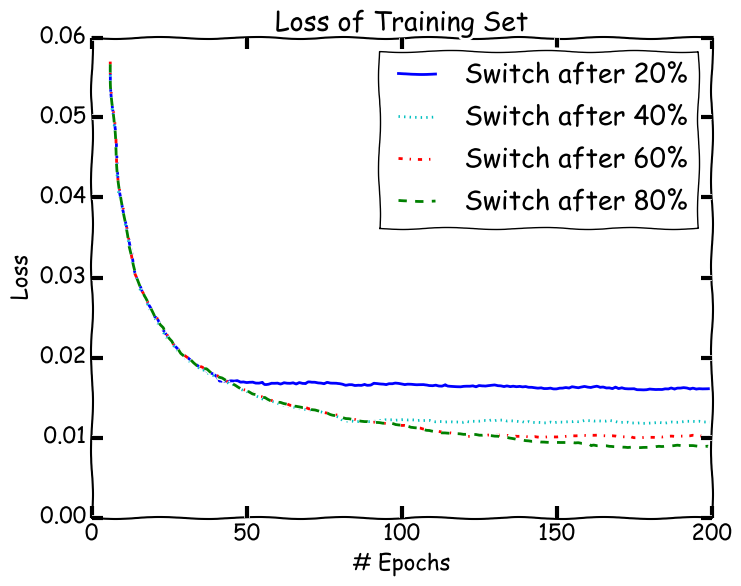 Loss of Training Set
0.06
0.05
0.04
0.03
0.02
0.01
0.00
Loss
Switch after 20%
Switch after 40%
Switch after 60%
Switch after 80%
0
50
100
150
200
# Epochs